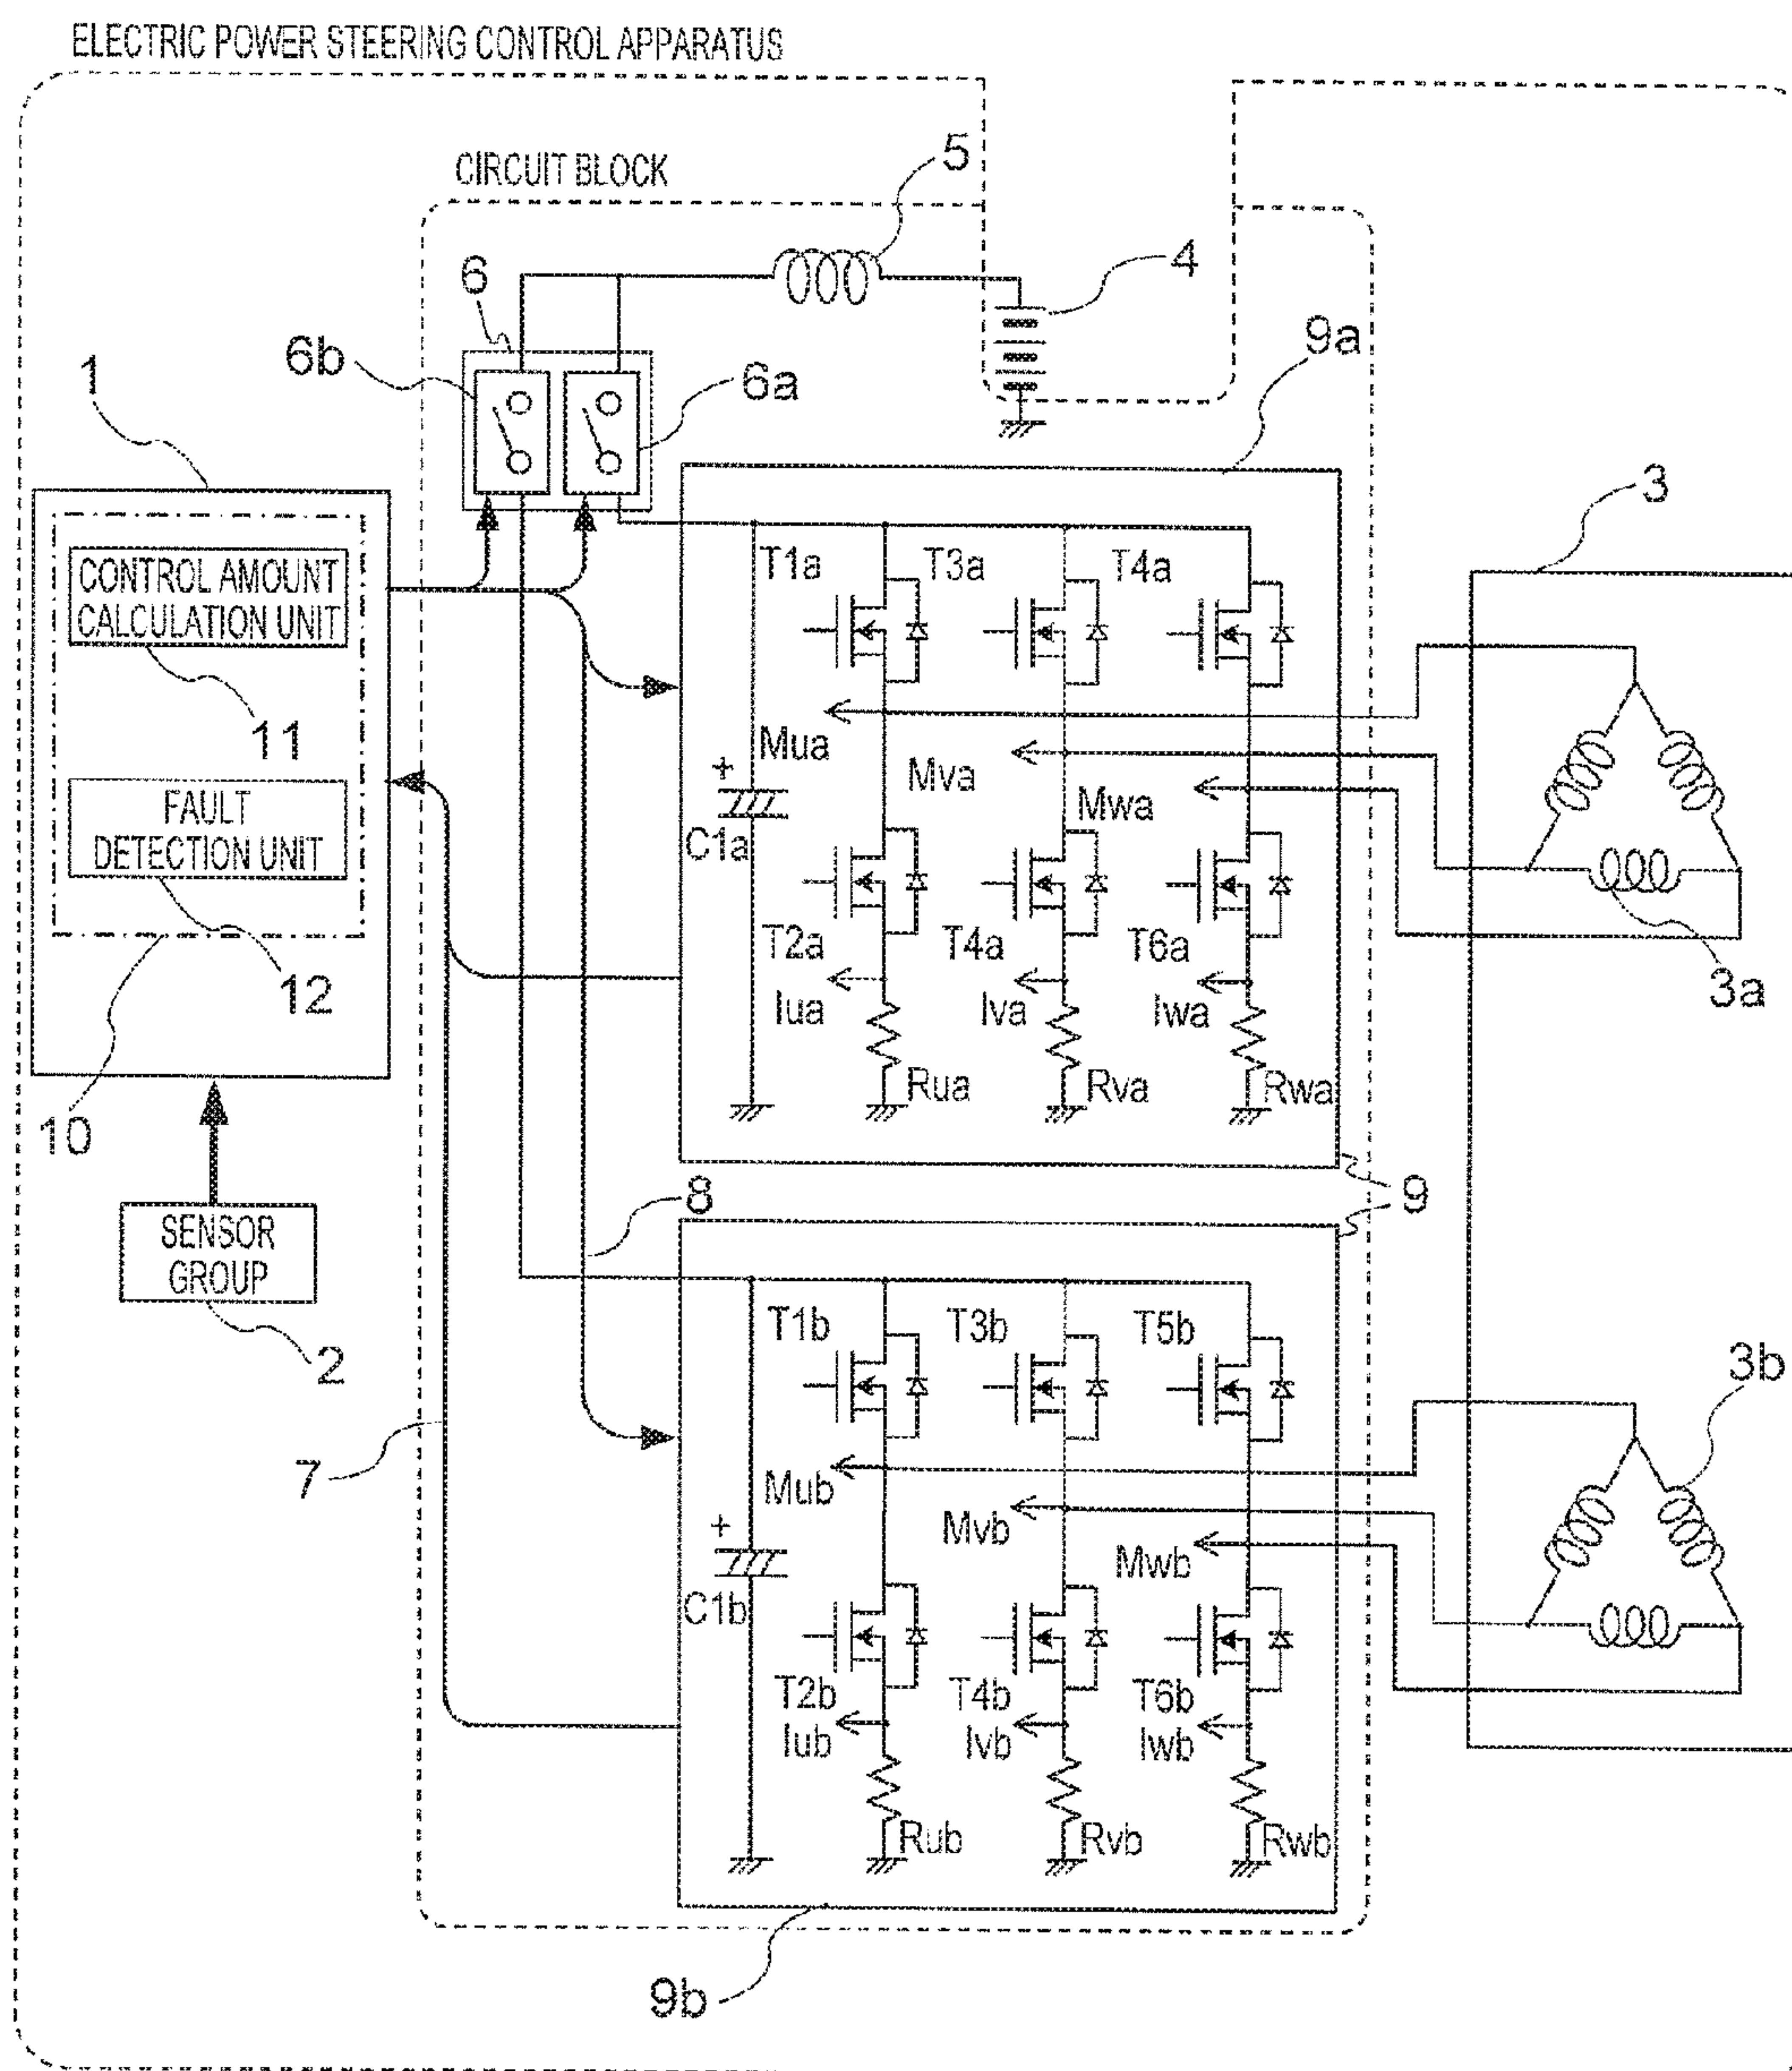 ELECTRIC POWER STEERING CONTROL APPARATUS
CIRCUIT BLOCK
5
4
6
6b
6a
9a
1
3
CONTROL AMOUNT
CALCULATION UNIT
11
FAULT
DETECTION UNIT
12
10
SENSOR
GROUP
2
T1a
T3a
T4a
Mua
Mva
Mwa
+
C1a
T2a
T4a
T6a
Iua
Iva
Iwa
Rua
Rva
Rwa
3a
8
9
T1b
T3b
T5b
3b
7
Mub
Mvb
Mwb
+
C1b
T2b
T4b
T6b
Iub
Ivb
Iwb
Rub
Rvb
Rwb
9b